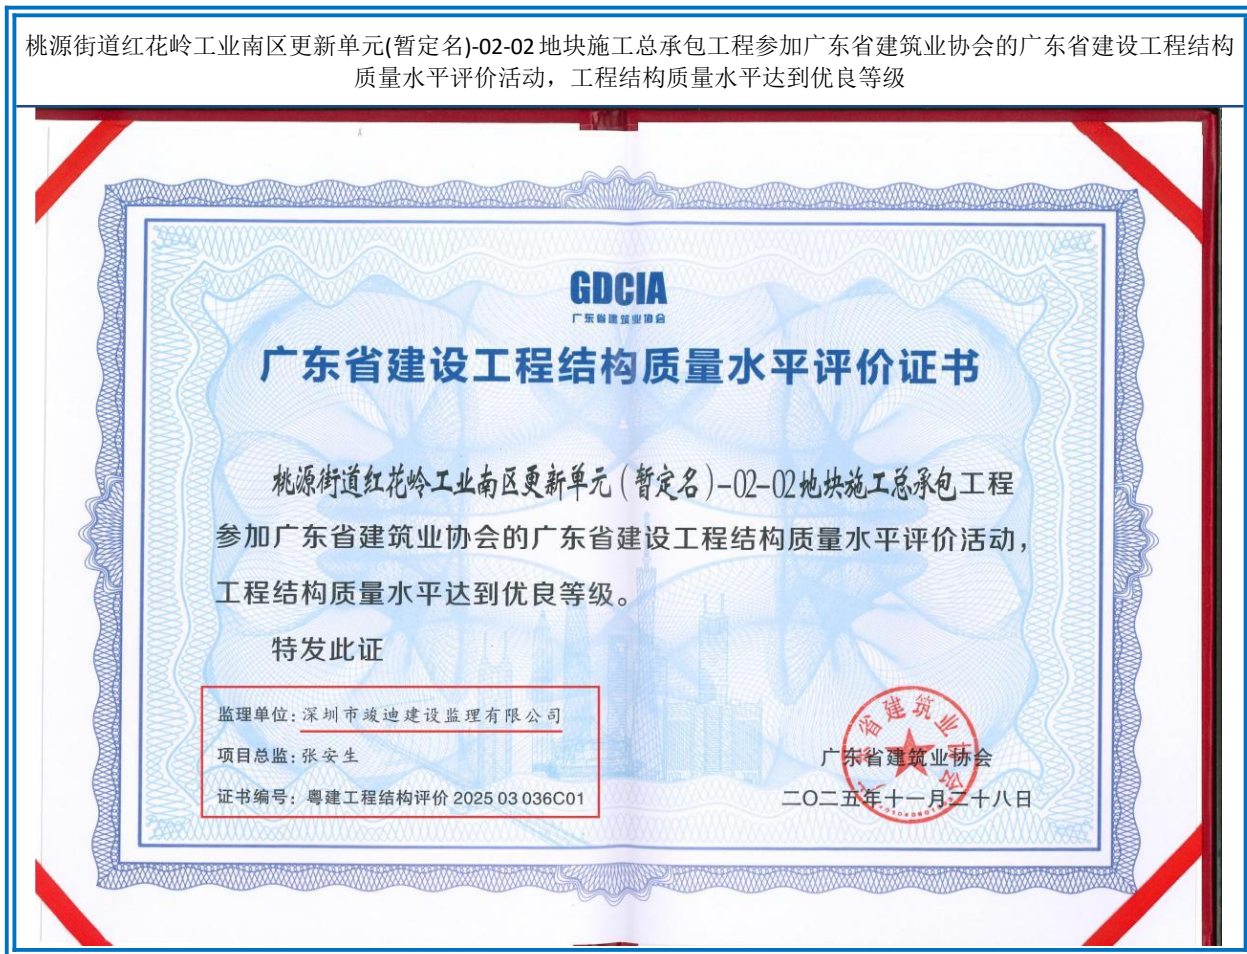 桃源街道红花岭工业南区更新单元(暂定名)-02-02地块施工总承包工程参加广东省建筑业协会的广东省建设工程结构
质量水平评价活动，工程结构质量水平达到优良等级
GDCIA
广东省建筑业协会
广东省建设工程结构质量水平评价证书
桃源街道红花岭工业南区更新单元(暂定名)-02-02地块施工总承包工程
参加广东省建筑业协会的广东省建设工程结构质量水平评价活动，
工程结构质量水平达到优良等级。
特发此证
监理单位：深圳市竣迪建设监理有限公司
项目总监：张安生
证书编号：粤建工程结构评价 2025 03 036C01
广东省建筑业协会
二〇二五年十一月二十八日
广东省建筑业协会